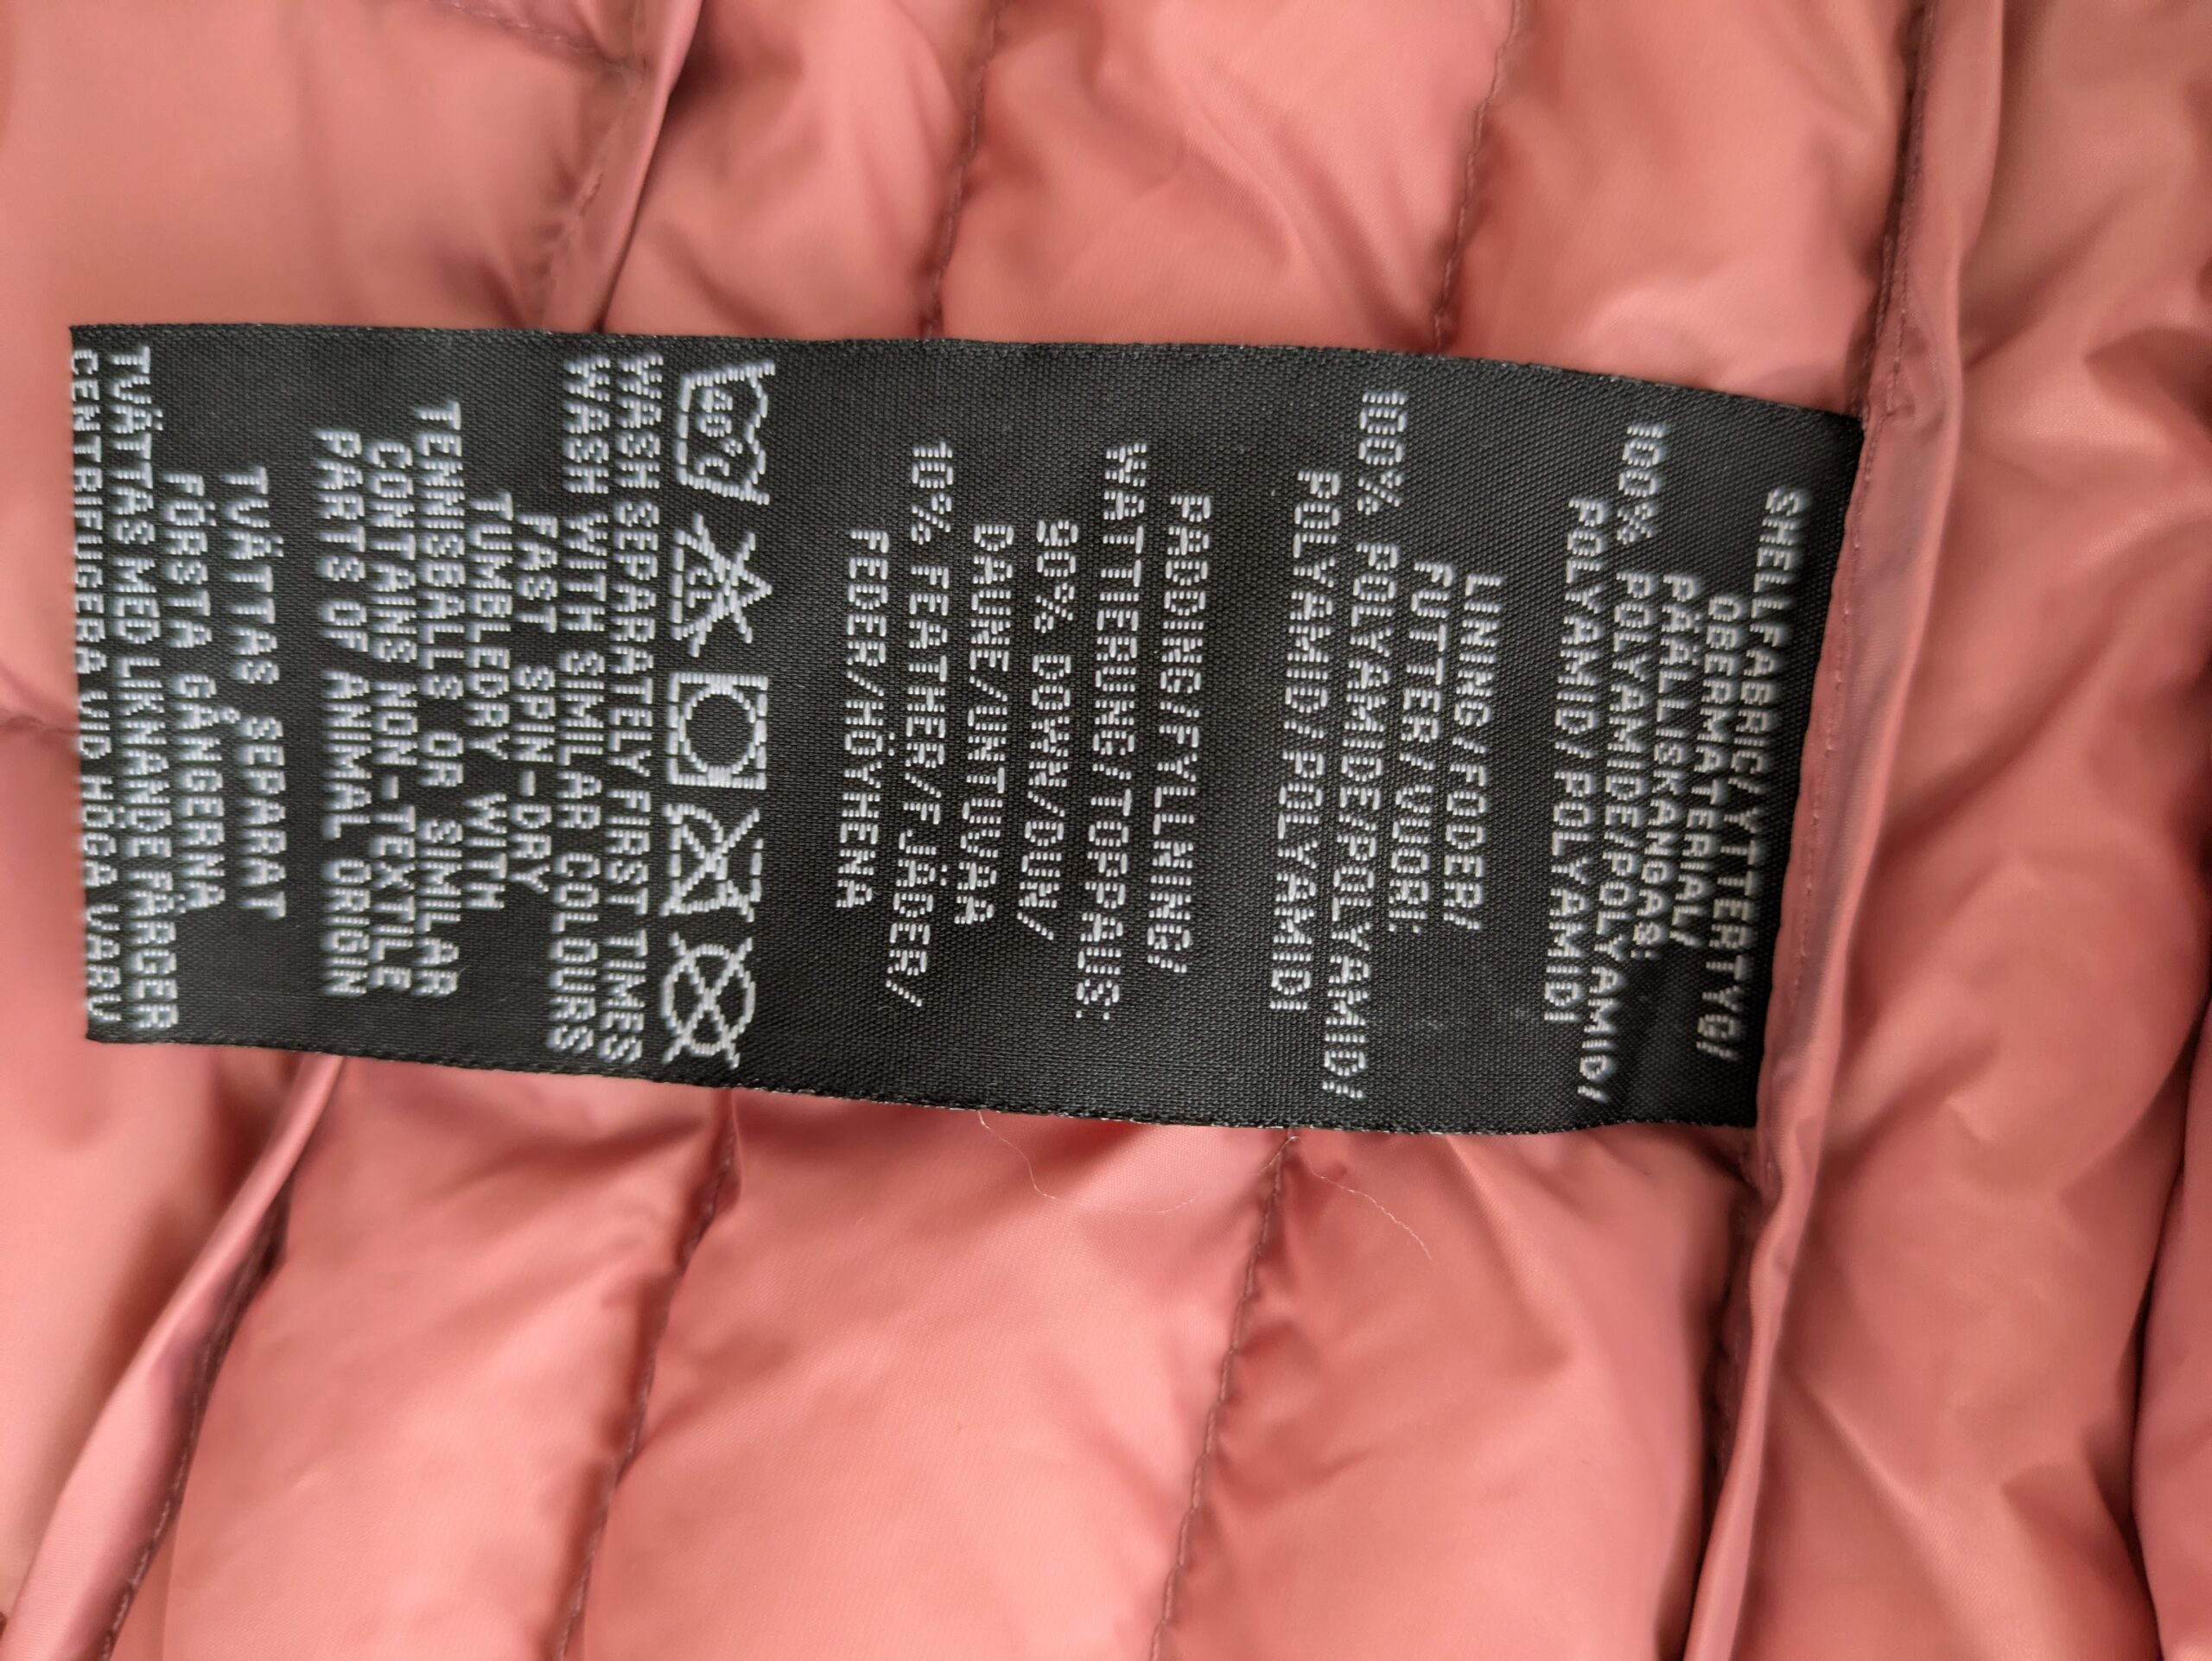 SHELLFABRIC/YTTERTYG/
OBERMATERIAL/
PÄÄLLISKANGAS:
100% POLYAMIDE/POLYAMID/
POLYAMID/POLYAMIDI
LINING/FODER/
FUTTER/VUORI:
100% POLYAMIDE/POLYAMID/
POLYAMID/POLYAMIDI
PADDING/FYLLNING/
WATTIERUNG/TOPPAUS:
90% DOWN/DUN/
DAUNE/UNTUVAA
10% FEATHER/FJÄDER/
FEDER/HÖYHENA
40°C
CL
WASH SEPARATELY FIRST TIMES
WASH WITH SIMILAR COLOURS
FAST SPIN-DRY
TUMBLEDRY WITH
TENNISBALLS OR SIMILAR
CONTAINS NON-TEXTILE
PARTS OF ANIMAL ORIGIN
TVÄTTAS SEPARAT
FÖRSTA GÅNGERNA
TVÄTTAS MED LIKNANDE FÄRGER
CENTRIFUGERA VID HÖGA VARV